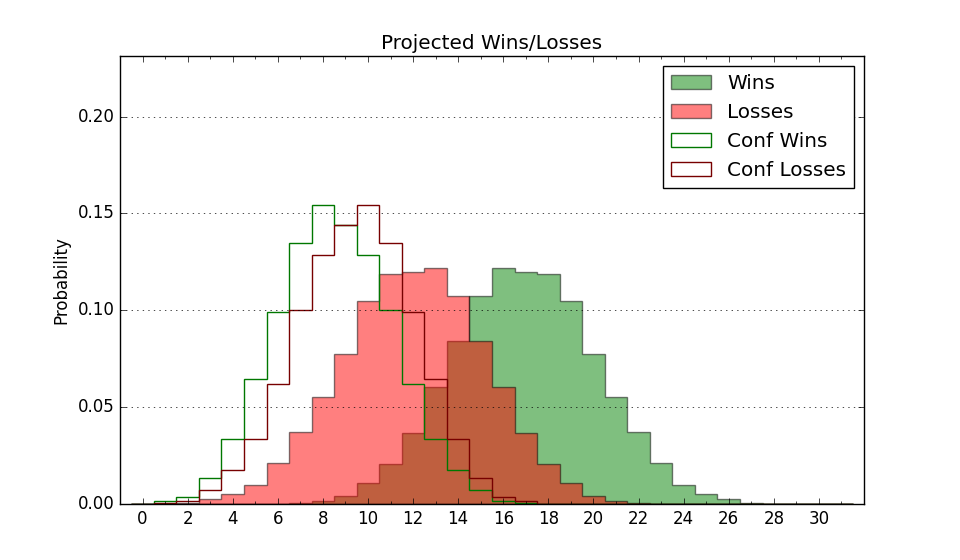 Projected Wins/Losses
Wins
Losses
Conf Wins
Conf Losses
Probability
0.20
0.15
0.10
0.05
0.00
0 2 4 6 8 10 12 14 16 18 20 22 24 26 28 30